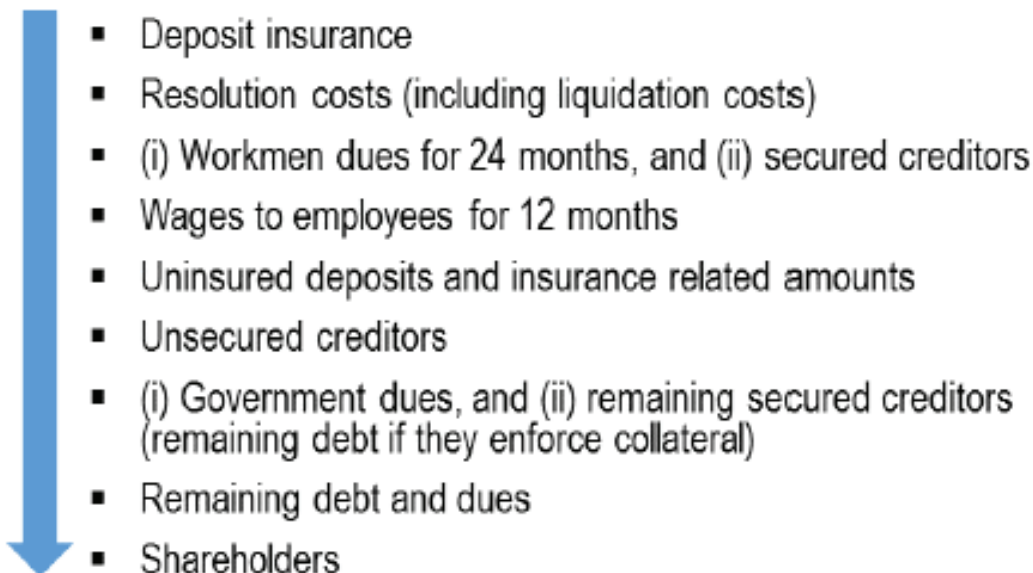 ▪ Deposit insurance
▪ Resolution costs (including liquidation costs)
▪ (i) Workmen dues for 24 months, and (ii) secured creditors
▪ Wages to employees for 12 months
▪ Uninsured deposits and insurance related amounts
▪ Unsecured creditors
▪ (i) Government dues, and (ii) remaining secured creditors
(remaining debt if they enforce collateral)
▪ Remaining debt and dues
▪ Shareholders